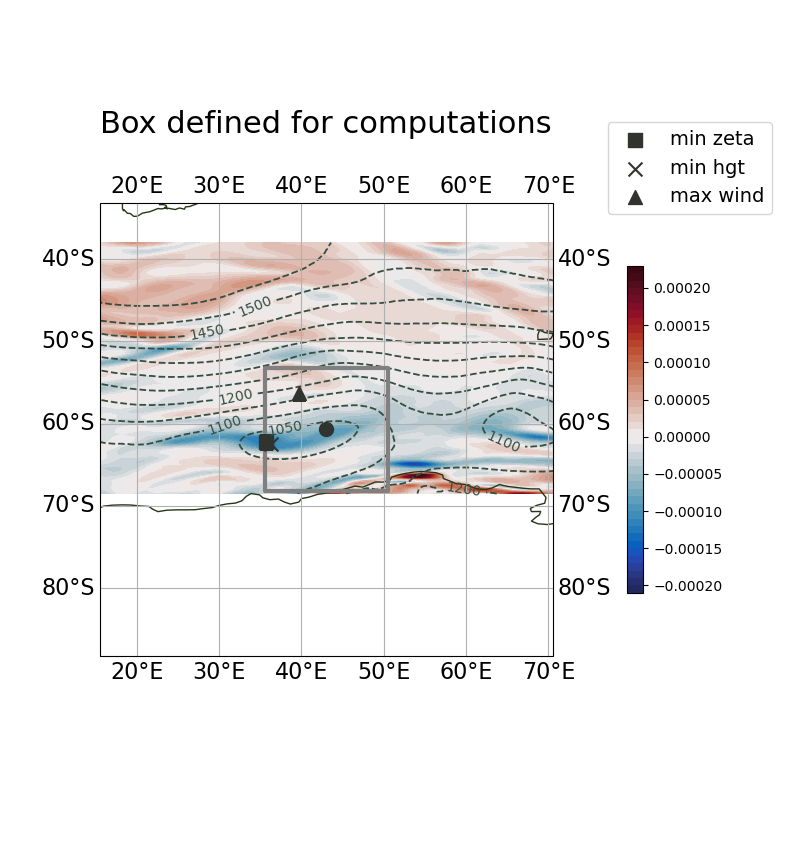 Box defined for computations
min zeta
min hgt
max wind
20°E 30°E 40°E 50°E 60°E 70°E
40°S 40°S
50°S 50°S
60°S 60°S
70°S 70°S
80°S 80°S
20°E 30°E 40°E 50°E 60°E 70°E
1500
1450
1200
1100
1050
1100
1200
0.00020
0.00015
0.00010
0.00005
0.00000
−0.00005
−0.00010
−0.00015
−0.00020